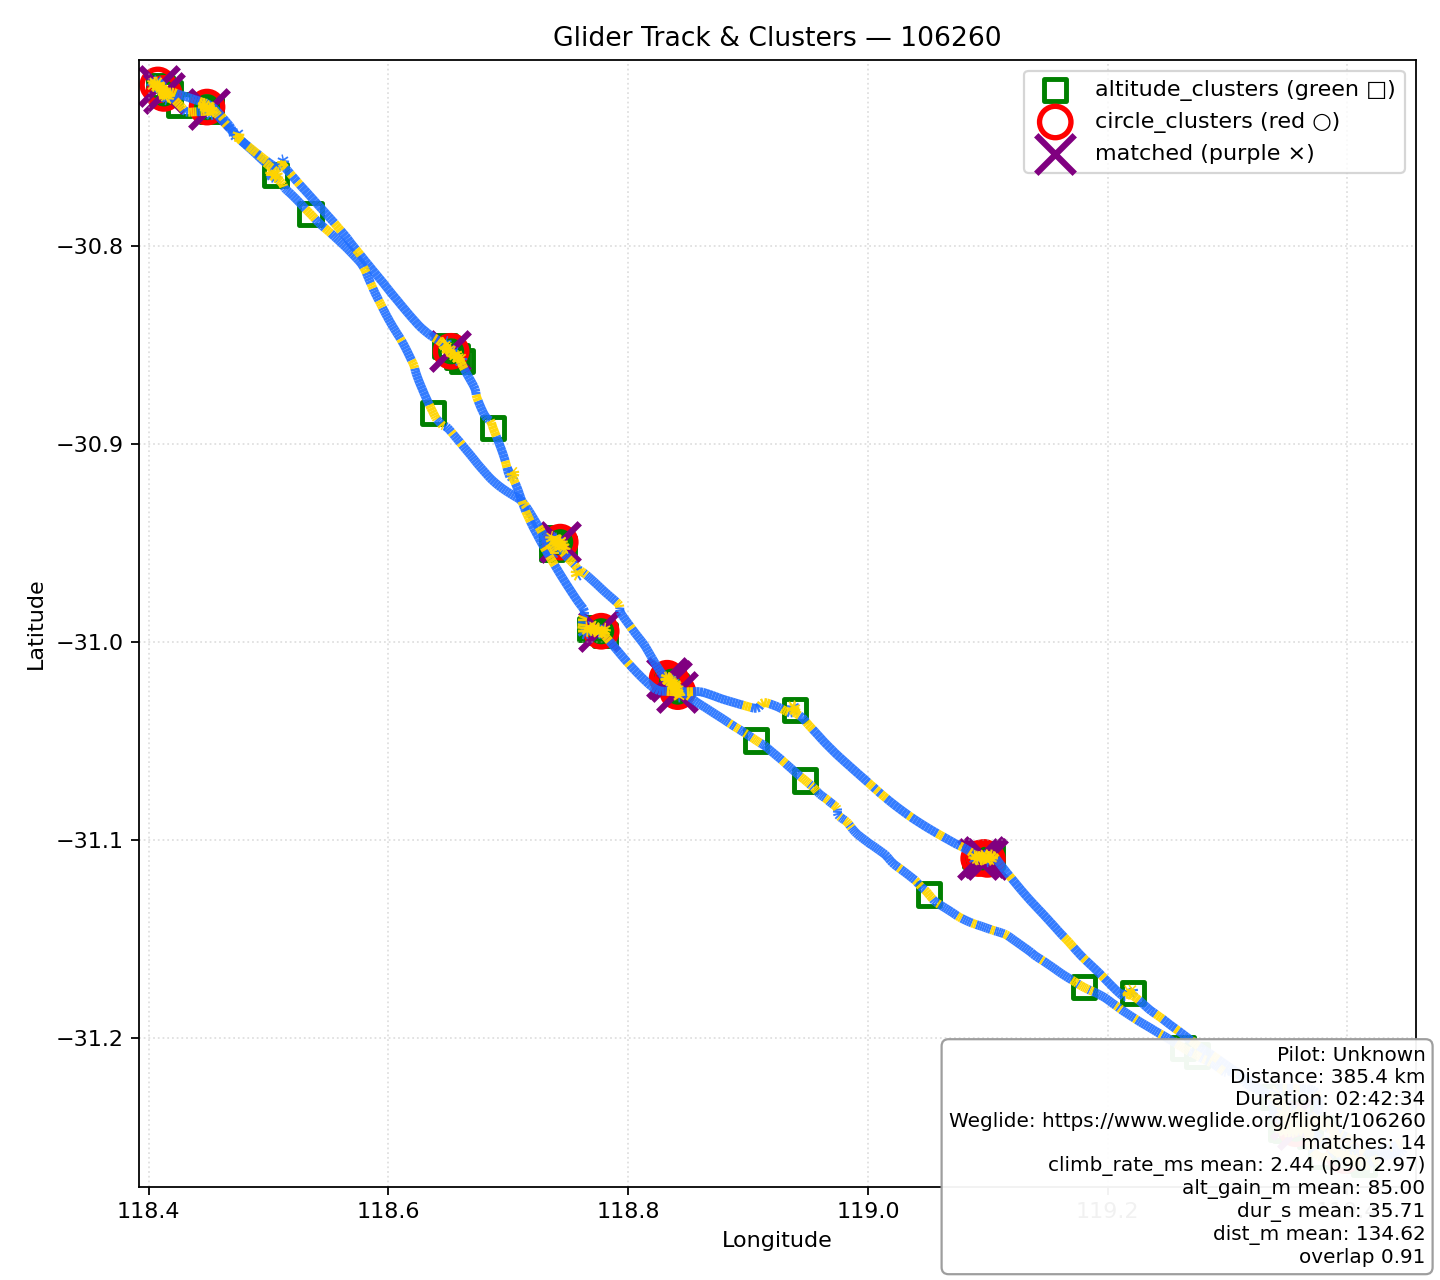 Glider Track & Clusters — 106260
altitude_clusters (green □)
circle_clusters (red ○)
matched (purple ×)
−30.8
−30.9
−31.0
−31.1
−31.2
Latitude
118.4
118.6
118.8
119.0
119.2
Longitude
Pilot: Unknown
Distance: 385.4 km
Duration: 02:42:34
Weglide: https://www.weglide.org/flight/106260
matches: 14
climb_rate_ms mean: 2.44 (p90 2.97)
alt_gain_m mean: 85.00
dur_s mean: 35.71
dist_m mean: 134.62
overlap 0.91